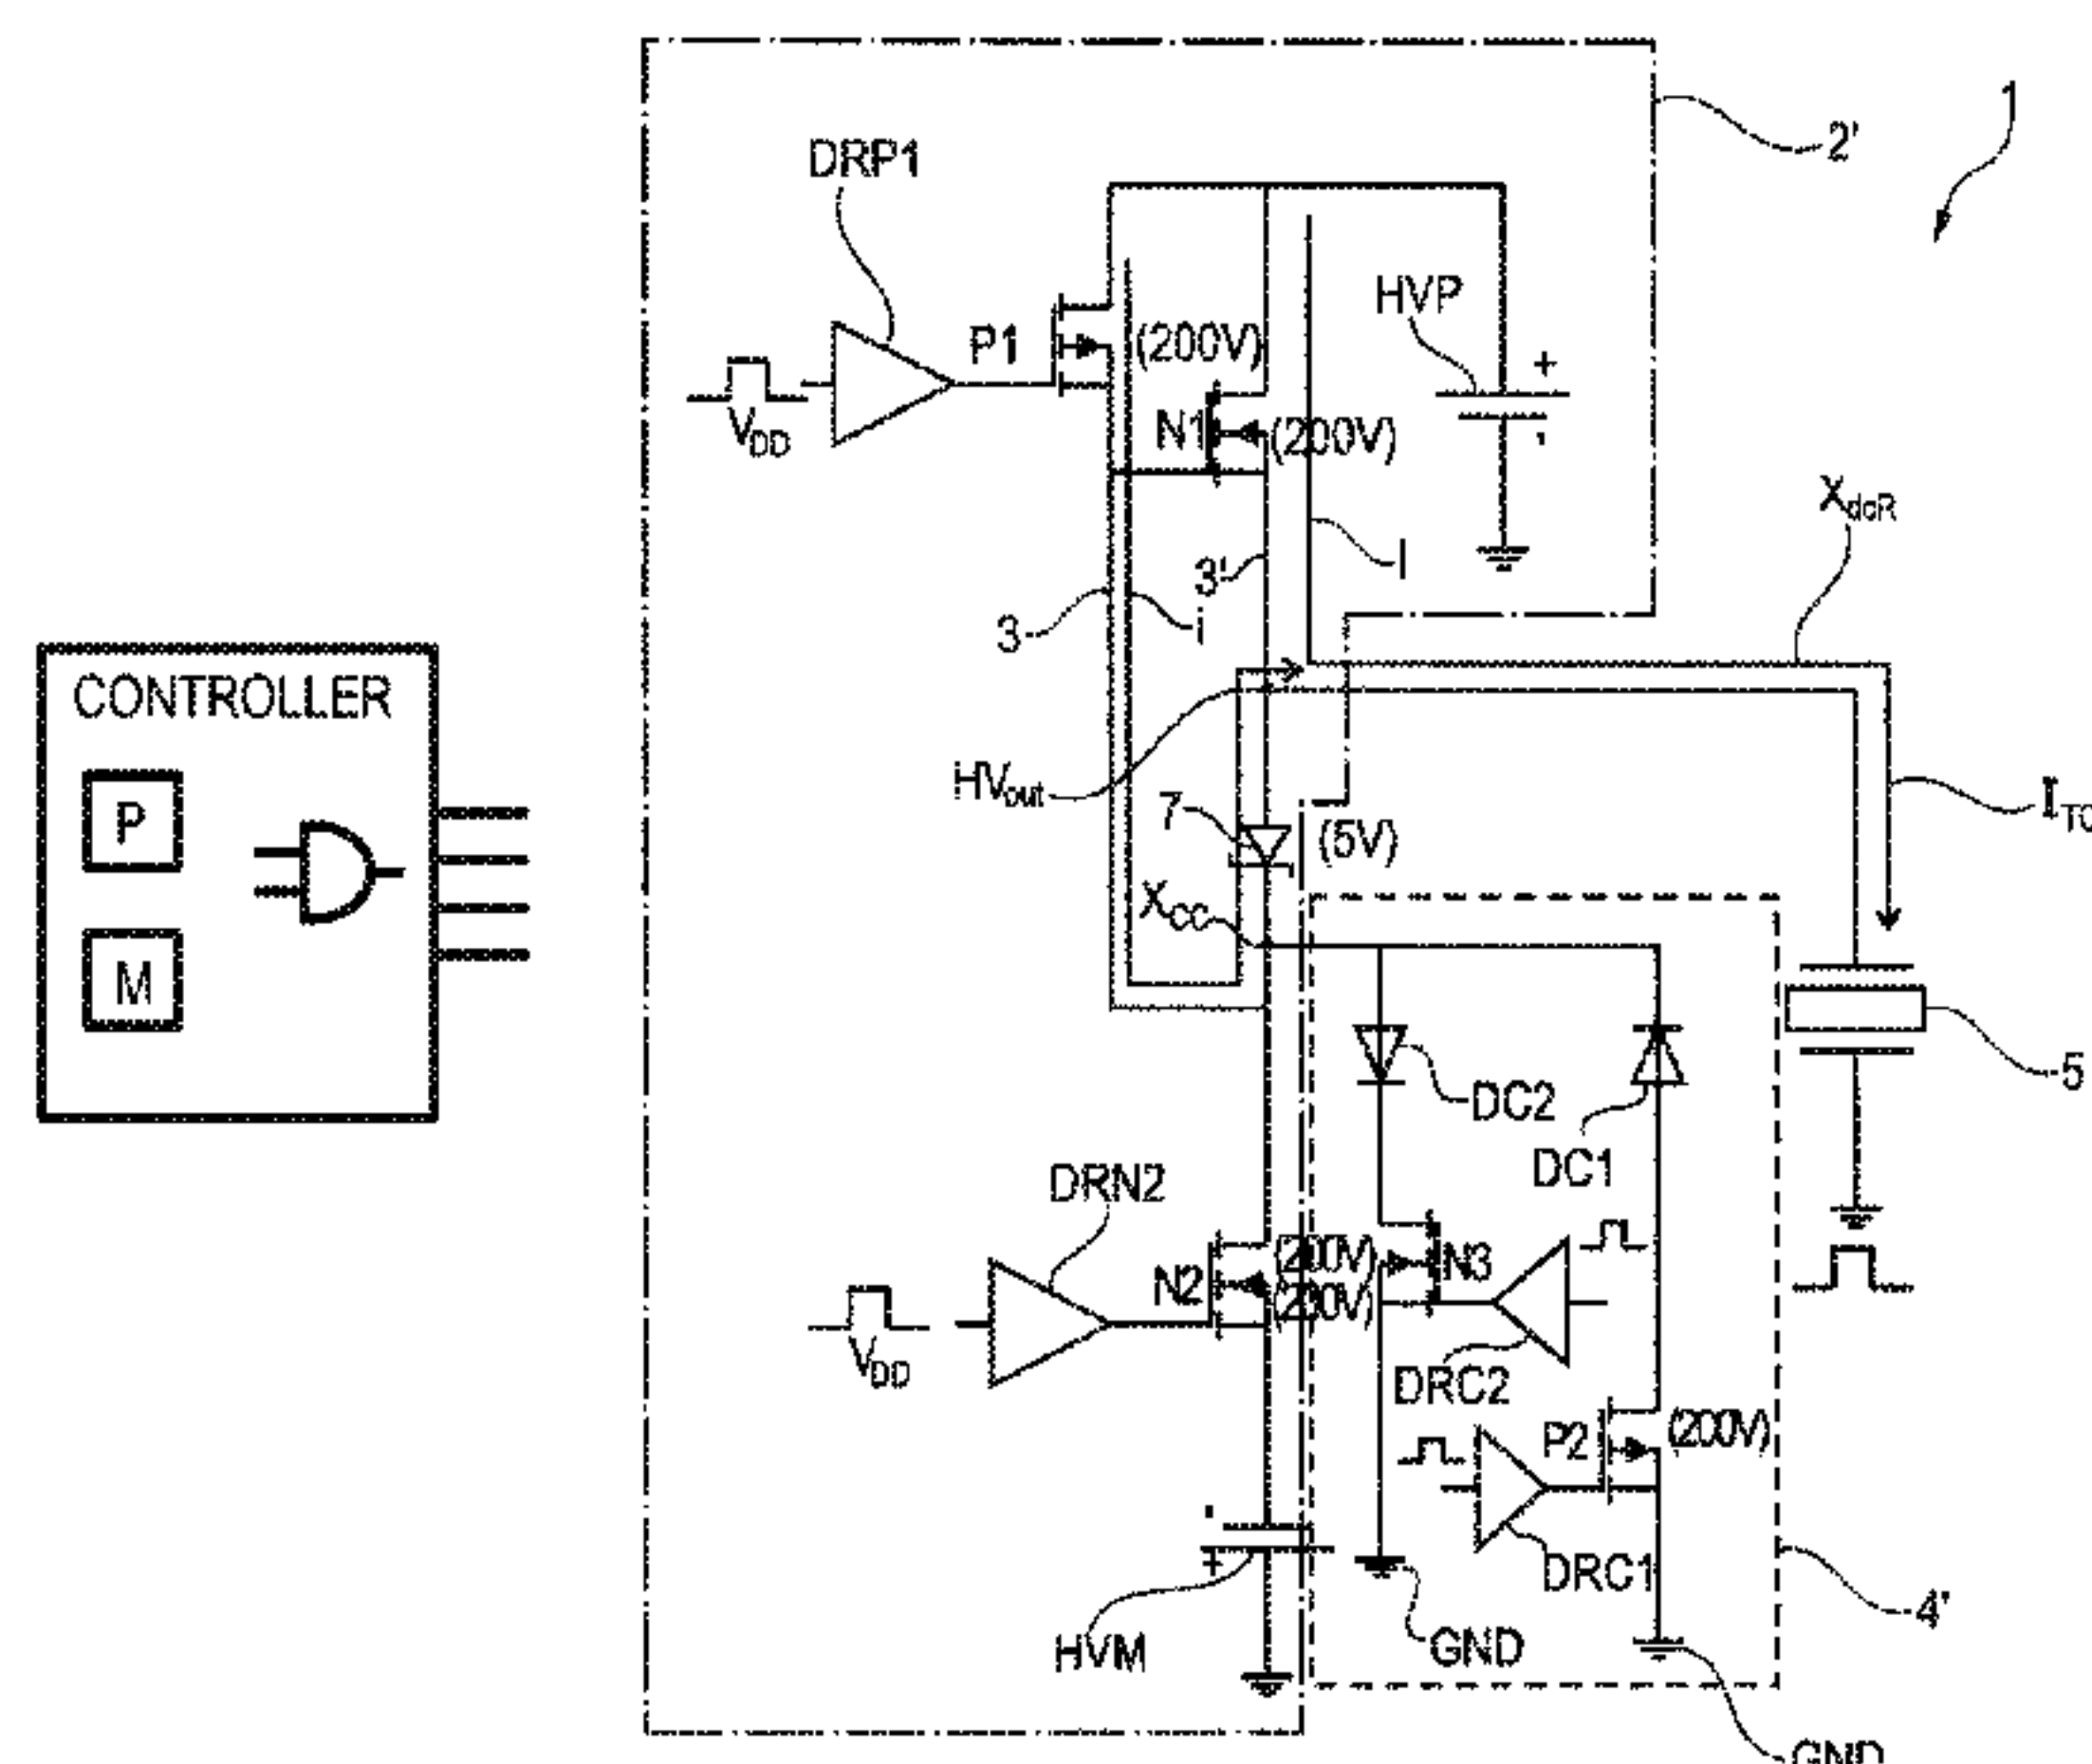 1
2'
DRP1
HVP
+
P1
(200V)
VDD
N1
(200V)
-
XdcR
3'
I
3
i
CONTROLLER
P
M
HVout
7
(5V)
XCC
DC2
DC1
5
DRN2
(200V)
N2
N3
(200V)
VDD
DRC2
P2
(200V)
DRC1
-
+
HVM
GND
4'
GND